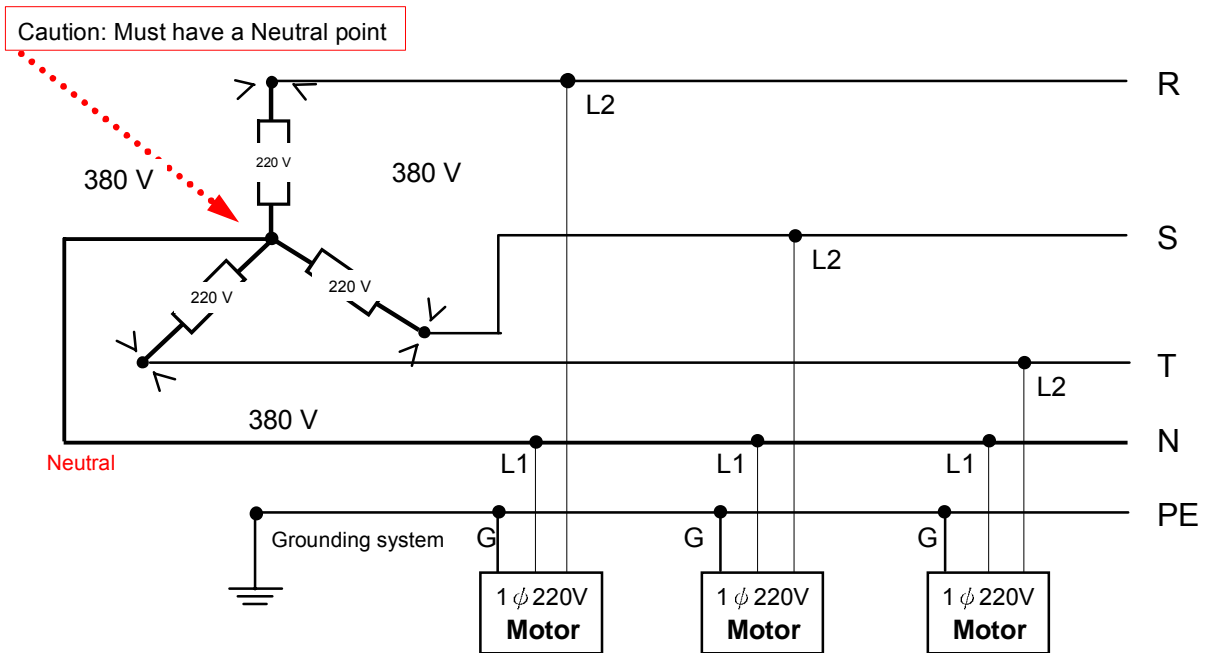 Caution: Must have a Neutral point
R
L2
220 V
380 V
380 V
S
L2
220 V
220 V
T
L2
380 V
N
Neutral
L1
L1
L1
PE
Grounding system
G
G
G
1 ϕ 220V
Motor
1 ϕ 220V
Motor
1 ϕ 220V
Motor